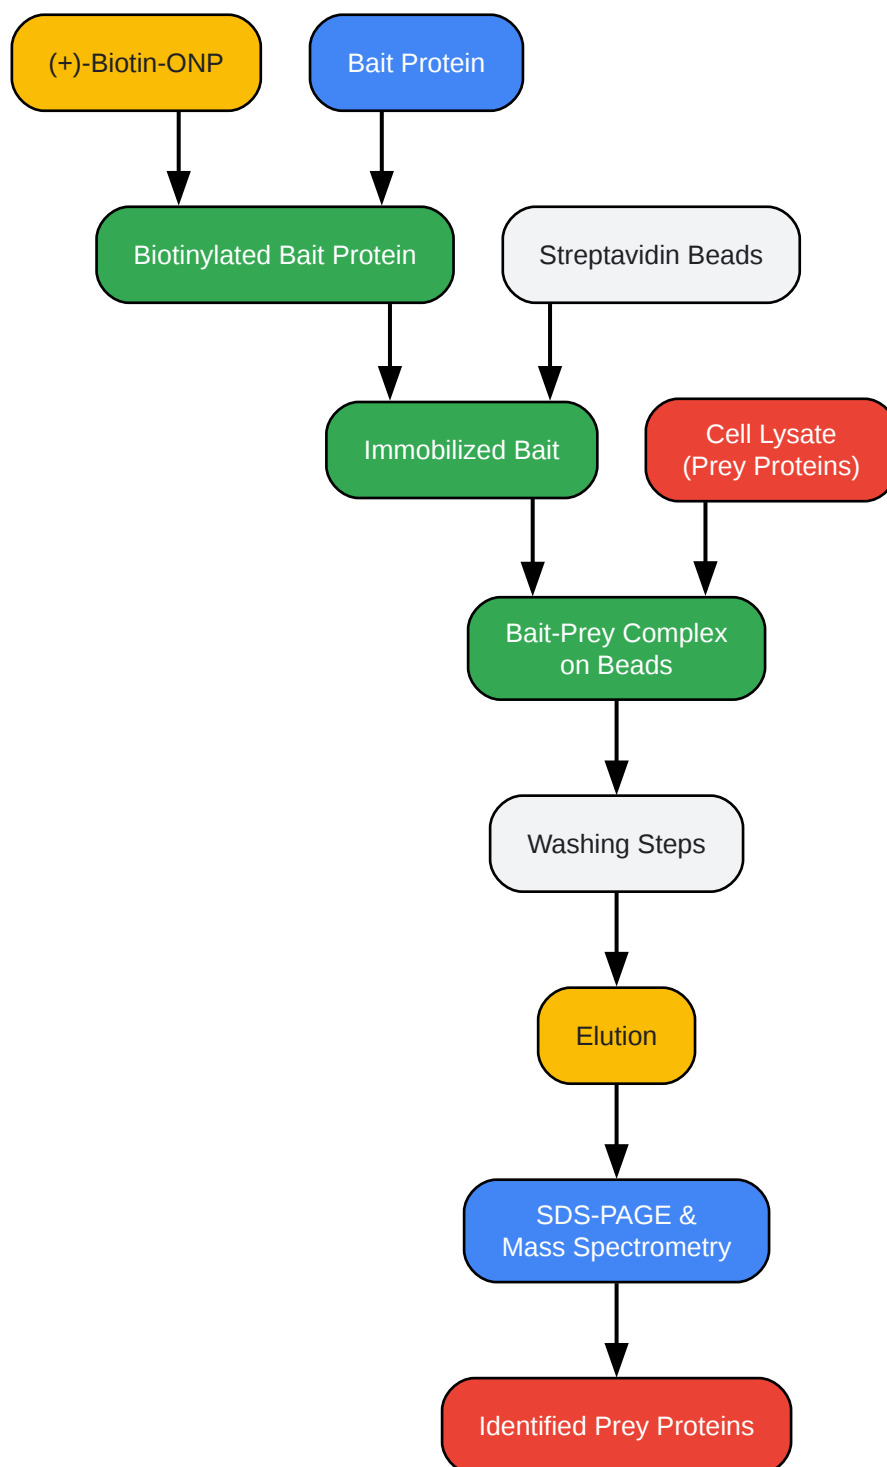 (+)-Biotin-ONP
Bait Protein
Biotinylated Bait Protein
Streptavidin Beads
Immobilized Bait
Cell Lysate
(Prey Proteins)
Bait-Prey Complex
on Beads
Washing Steps
Elution
SDS-PAGE &
Mass Spectrometry
Identified Prey Proteins